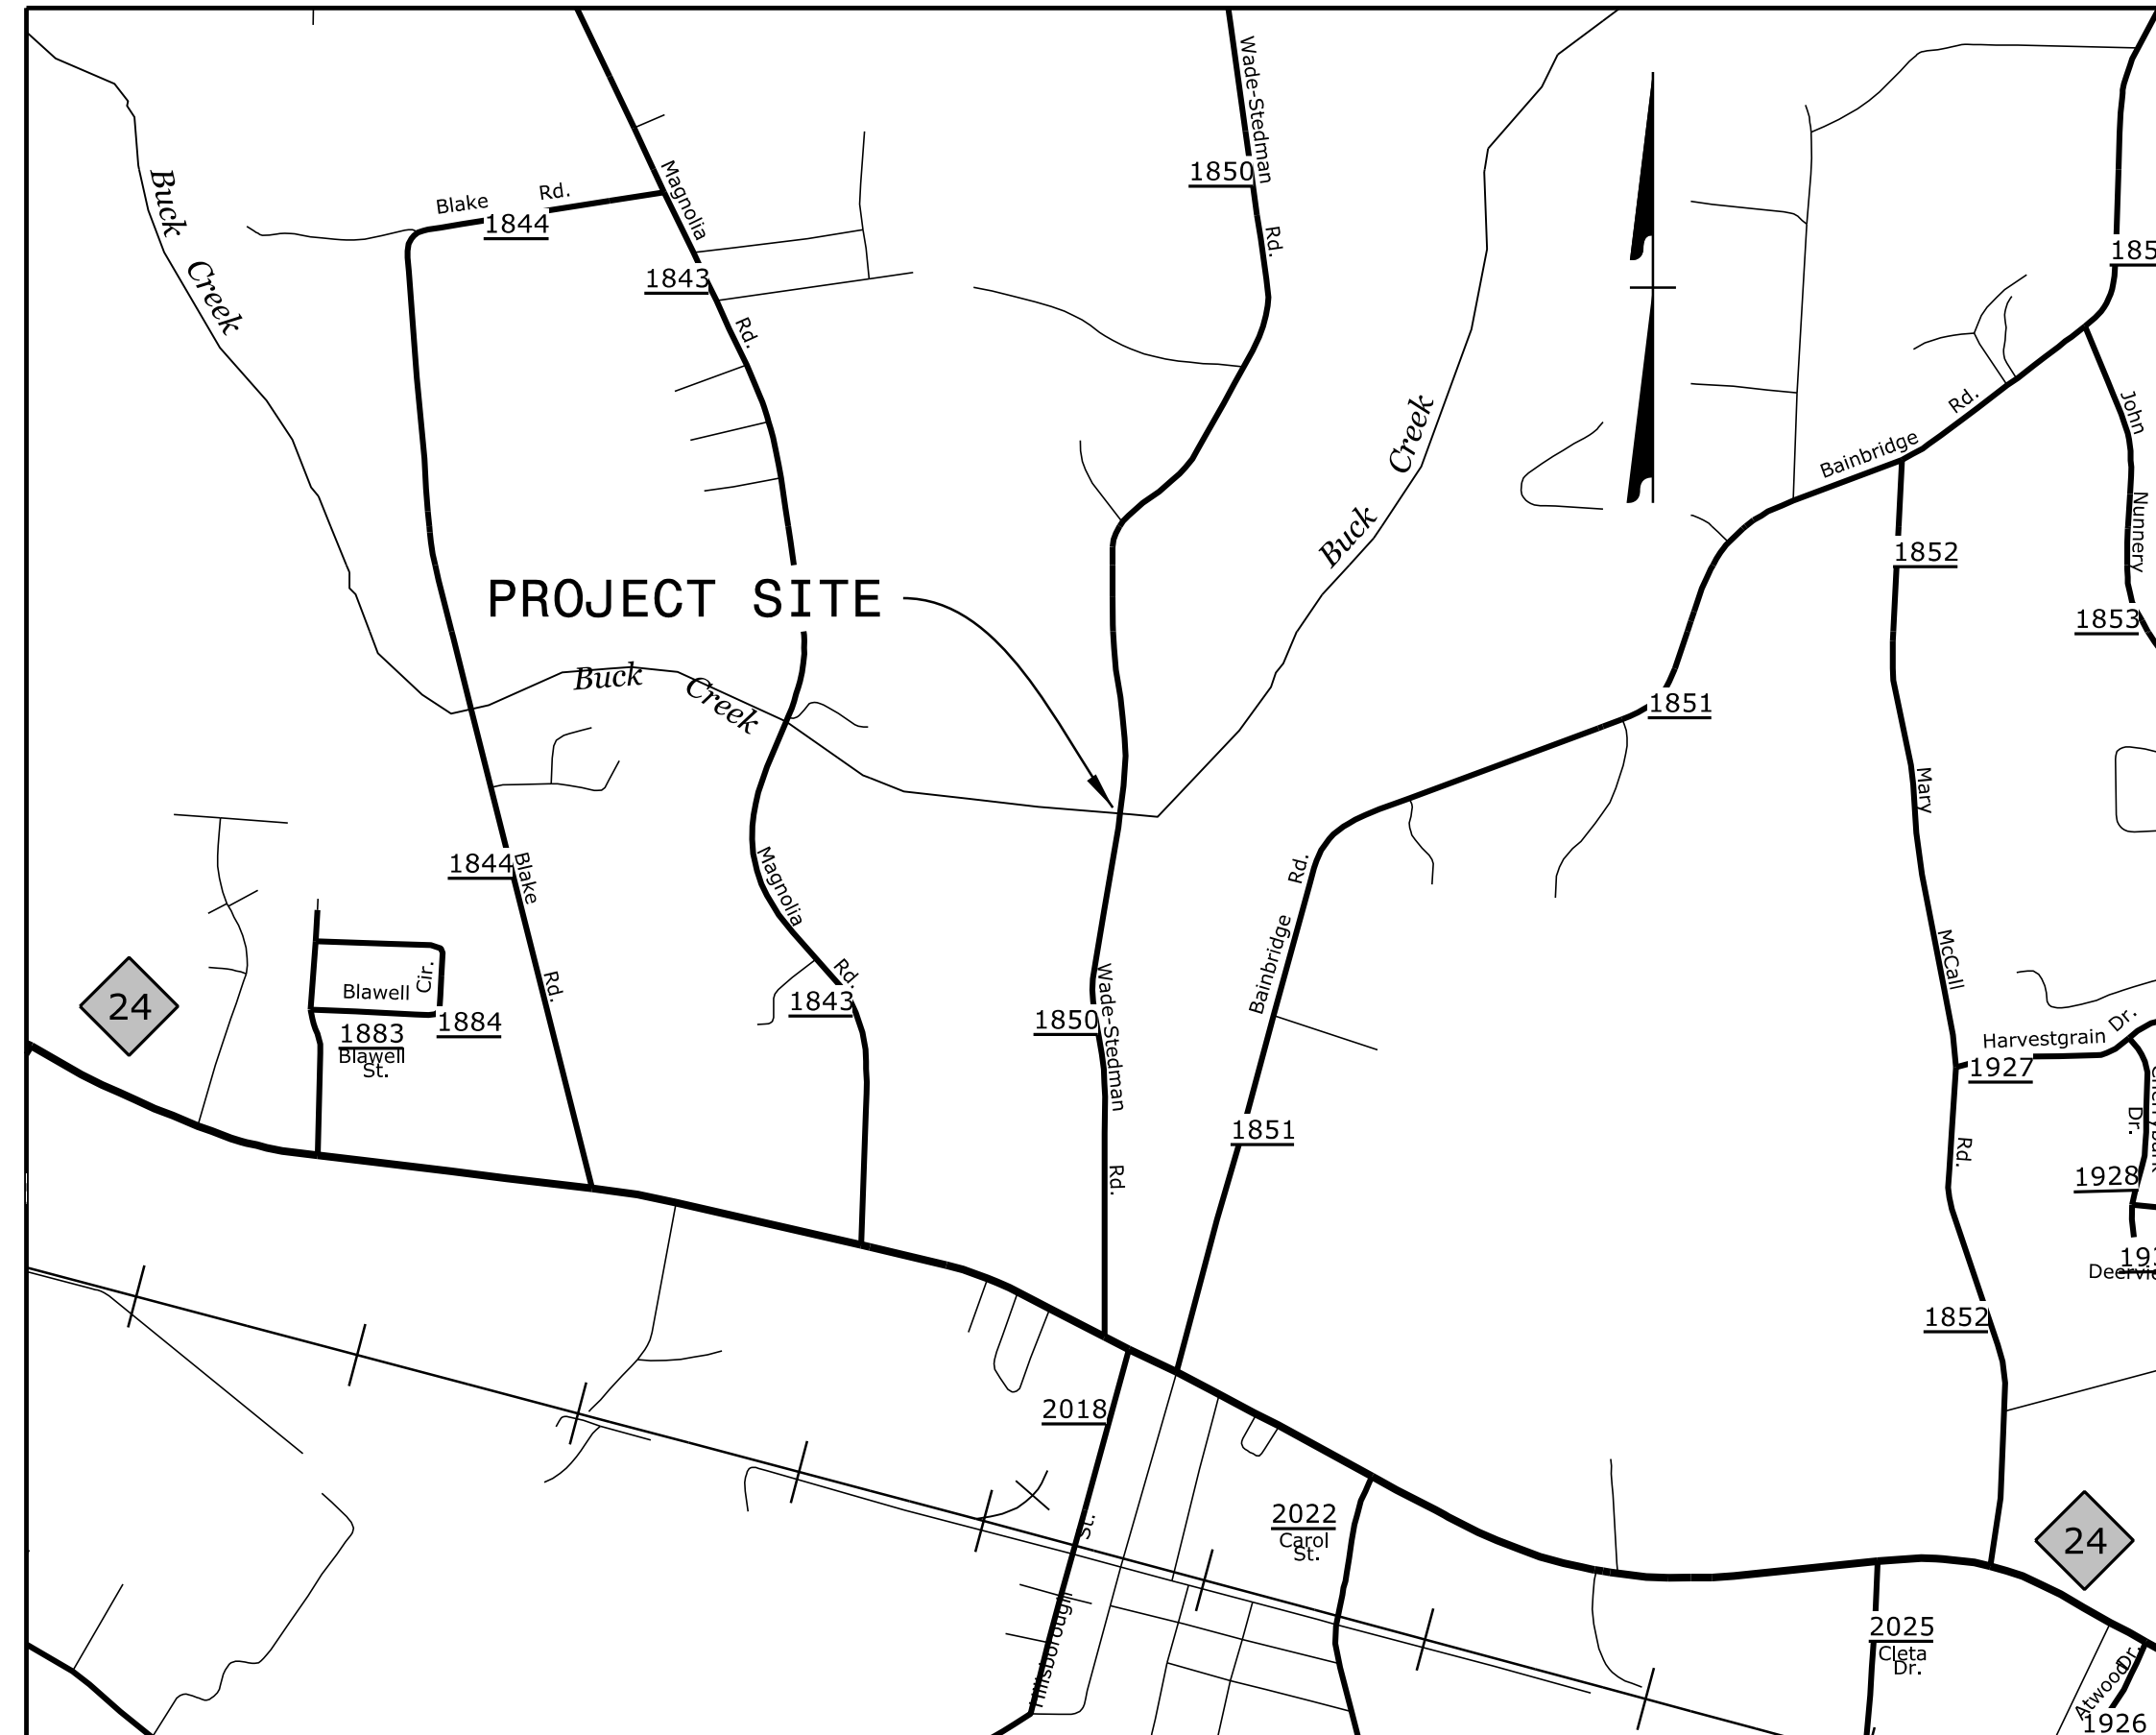 Wade-Stedman
Rd.
1850
Magnolia
Rd.
1843
Blake
Rd.
1844
Buck
Creek
Buck
Creek
Bainbridge
Rd.
John
Nunnery
1852
1853
PROJECT SITE
Buck
Creek
1851
Mary
McCall
Rd.
1844
Blake
Rd.
Magnolia
Rd.
1843
Bainbridge
Rd.
24
Blawell
Cir.
1883
Blawell
St.
1884
1850
Wade-Stedman
Rd.
Harvestgrain
Dr.
1927
1851
Dr.
1928
1852
2018
Hillsborough
St.
2022
Carol
St.
24
2025
Cleta
Dr.
Atwood
Dr.
1926